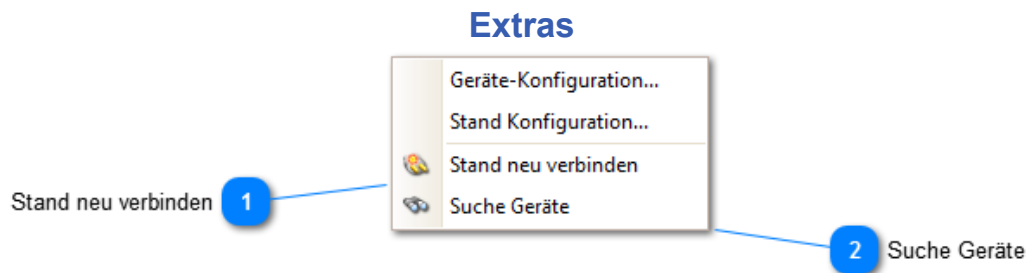 Extras
Geräte-Konfiguration...
Stand Konfiguration...
Stand neu verbinden
Suche Geräte
Stand neu verbinden 1
2 Suche Geräte